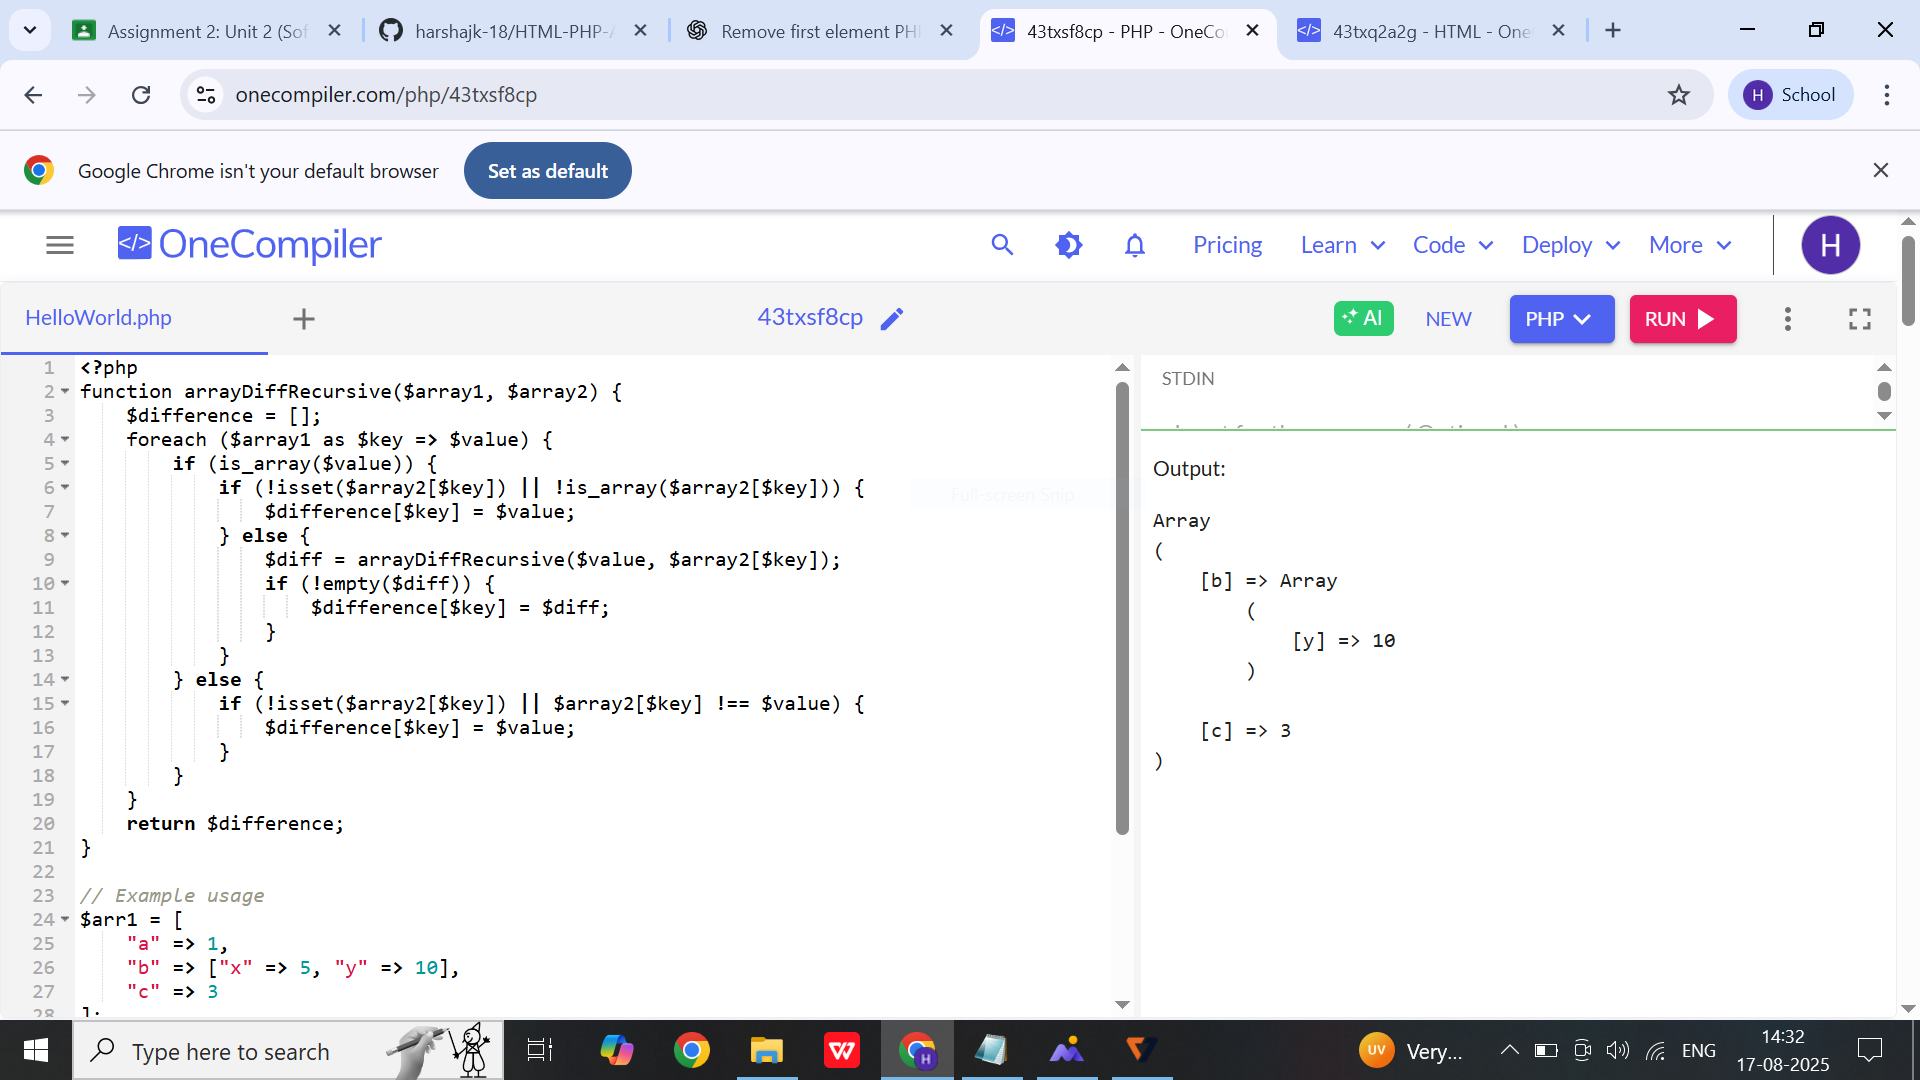 Assignment 2: Unit 2 (Sof
harshajk-18/HTML-PHP-A
Remove first element PH
43txsf8cp - PHP - OneCo
43txq2a2g - HTML - One
onecompiler.com/php/43txsf8cp
H School
Google Chrome isn't your default browser
Set as default
</> OneCompiler
Pricing
Learn
Code
Deploy
More
H
HelloWorld.php
43txsf8cp
AI
NEW
PHP
RUN
1 <?php
2 function arrayDiffRecursive($array1, $array2) {
3 $difference = [];
4 foreach ($array1 as $key => $value) {
5 if (is_array($value)) {
6 if (!isset($array2[$key]) || !is_array($array2[$key])) {
7 $difference[$key] = $value;
8 } else {
9 $diff = arrayDiffRecursive($value, $array2[$key]);
10 if (!empty($diff)) {
11 $difference[$key] = $diff;
12 }
13 }
14 } else {
15 if (!isset($array2[$key]) || $array2[$key] !== $value) {
16 $difference[$key] = $value;
17 }
18 }
19 }
20 return $difference;
21 }
22
23 // Example usage
24 $arr1 = [
25 "a" => 1,
26 "b" => ["x" => 5, "y" => 10],
27 "c" => 3
28 ];
Full-screen Snip
STDIN
Output:
Array
(
[b] => Array
(
[y] => 10
)
[c] => 3
)
Type here to search
UV
Very...
ENG
14:32
17-08-2025